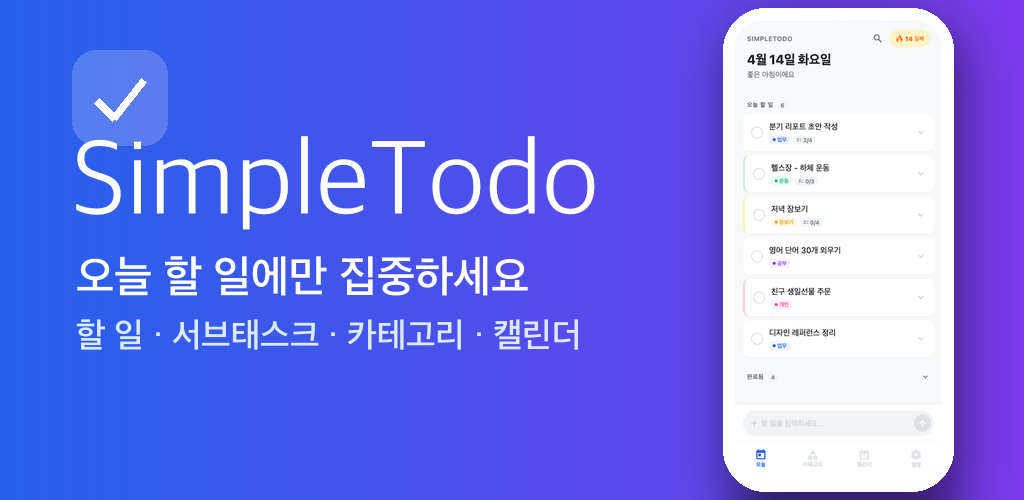 SimpleTodo
오늘 할 일에만 집중하세요
할 일 · 서브태스크 · 카테고리 · 캘린더
SIMPLETODO
14 일째
4월 14일 화요일
좋은 아침이에요
오늘 할 일 6
분기 리포트 초안 작성
업무 2/4
헬스장 - 하체 운동
운동 0/3
저녁 장보기
장보기 0/4
영어 단어 30개 외우기
공부
친구 생일선물 주문
개인
디자인 레퍼런스 정리
업무
완료됨 4
+ 할 일을 입력하세요...
오늘 카테고리 캘린더 설정